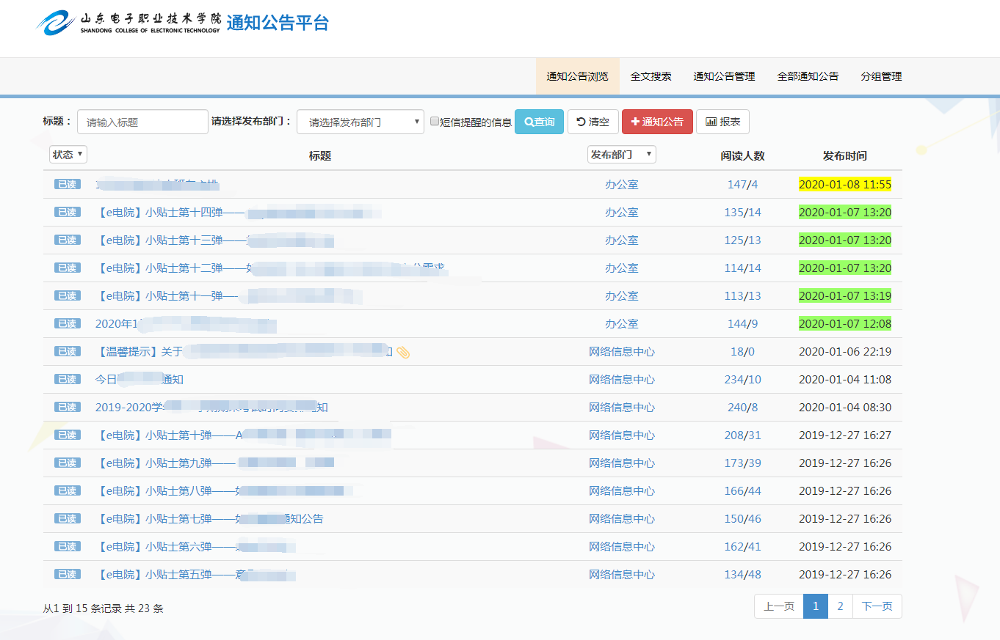 山东电子职业技术学院 通知公告平台
SHANDONG COLLEGE OF ELECTRONIC TECHNOLOGY
通知公告浏览 全文搜索 通知公告管理 全部通知公告 分组管理
标题： 请输入标题 请选择发布部门： 请选择发布部门 短信提醒的信息 查询 清空 通知公告 报表
状态 标题 发布部门 阅读人数 发布时间
已读 办公室 147/4 2020-01-08 11:55
已读 【e电院】小贴士第十四弹—— 办公室 135/14 2020-01-07 13:20
已读 【e电院】小贴士第十三弹—— 办公室 125/13 2020-01-07 13:20
已读 【e电院】小贴士第十二弹——如 需求 办公室 114/14 2020-01-07 13:20
已读 【e电院】小贴士第十一弹—— 办公室 113/13 2020-01-07 13:19
已读 2020年1 办公室 144/9 2020-01-07 12:08
已读 【温馨提示】关于 知 网络信息中心 18/0 2020-01-06 22:19
已读 今日 通知 网络信息中心 234/10 2020-01-04 11:08
已读 2019-2020学 知 网络信息中心 240/8 2020-01-04 08:30
已读 【e电院】小贴士第十弹——A 网络信息中心 208/31 2019-12-27 16:27
已读 【e电院】小贴士第九弹—— 网络信息中心 173/39 2019-12-27 16:26
已读 【e电院】小贴士第八弹——如 网络信息中心 166/44 2019-12-27 16:26
已读 【e电院】小贴士第七弹——如 通知公告 网络信息中心 150/46 2019-12-27 16:26
已读 【e电院】小贴士第六弹—— 网络信息中心 162/41 2019-12-27 16:26
已读 【e电院】小贴士第五弹——意 网络信息中心 134/48 2019-12-27 16:26
从1 到 15 条记录 共 23 条 上一页 1 2 下一页